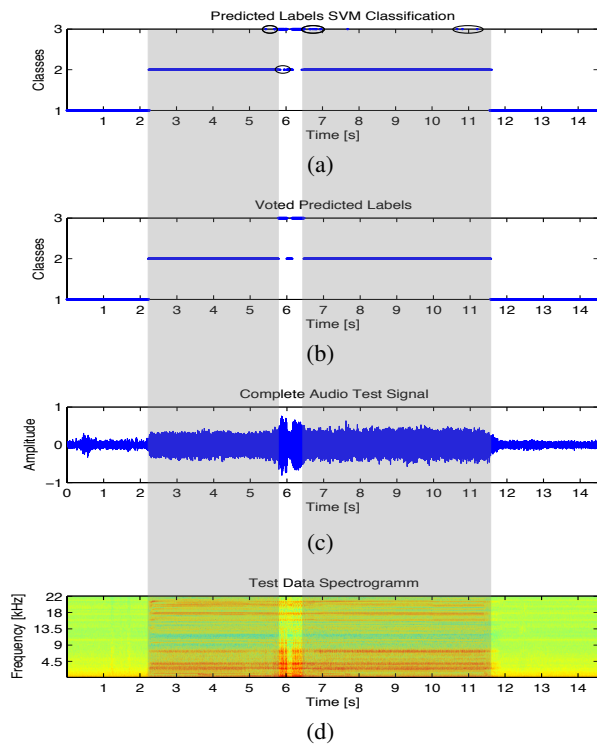 Predicted Labels SVM Classification
3
2
1
Classes
1 2 3 4 5 6 7 8 9 10 11 12 13 14
Time [s]
(a)
Voted Predicted Labels
3
2
1
Classes
1 2 3 4 5 6 7 8 9 10 11 12 13 14
Time [s]
(b)
Complete Audio Test Signal
1
0
−1
Amplitude
0 1 2 3 4 5 6 7 8 9 10 11 12 13 14
Time [s]
(c)
Test Data Spectrogramm
22
18
13.5
9
4.5
Frequency [kHz]
1 2 3 4 5 6 7 8 9 10 11 12 13 14
Time [s]
(d)